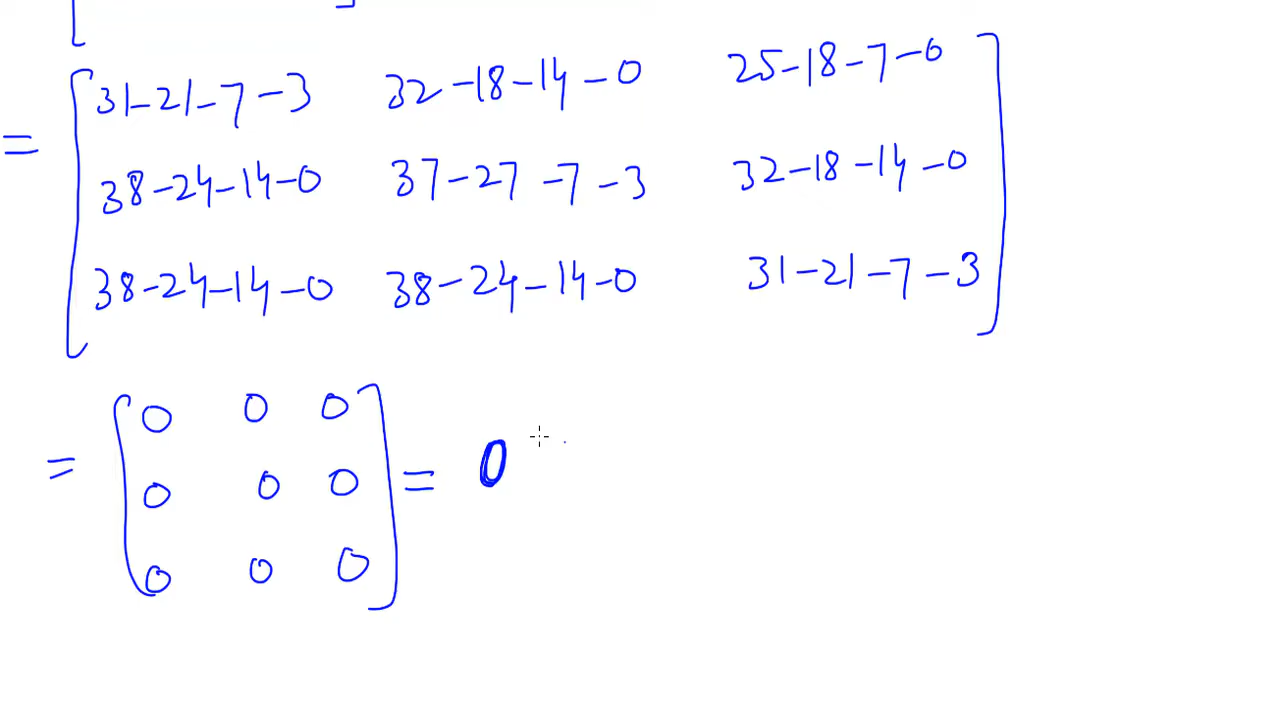 = [ 31-21-7-3 32-18-14-0 25-18-7-0 ]
38-24-14-0 37-27-7-3 32-18-14-0
38-24-14-0 38-24-14-0 31-21-7-3
= [ 0 0 0 ] = 0
0 0 0
0 0 0